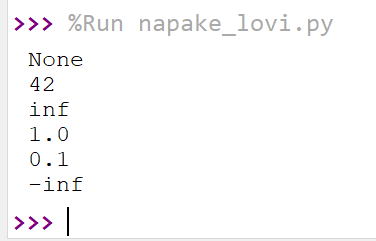 >>> %Run napake_lovi.py
None
42
inf
1.0
0.1
-inf
>>>